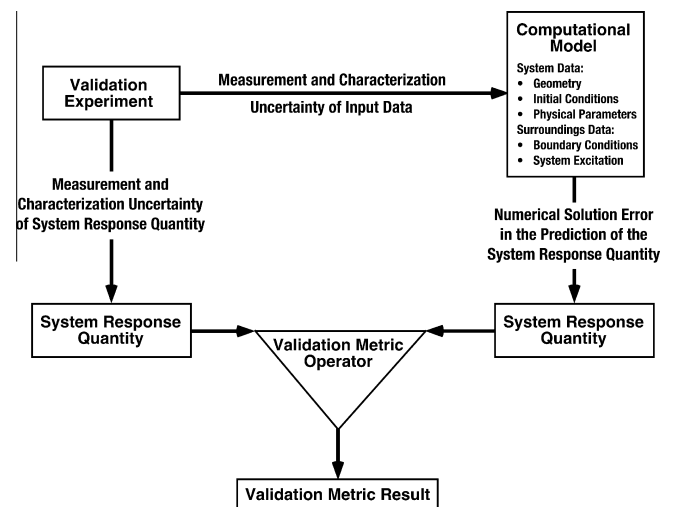 Computational
Model
System Data:
• Geometry
• Initial Conditions
• Physical Parameters
Surroundings Data:
• Boundary Conditions
• System Excitation
Validation
Experiment
Measurement and Characterization
Uncertainty of Input Data
Measurement and
Characterization Uncertainty
of System Response Quantity
Numerical Solution Error
in the Prediction of the
System Response Quantity
System Response
Quantity
Validation Metric
Operator
System Response
Quantity
Validation Metric Result